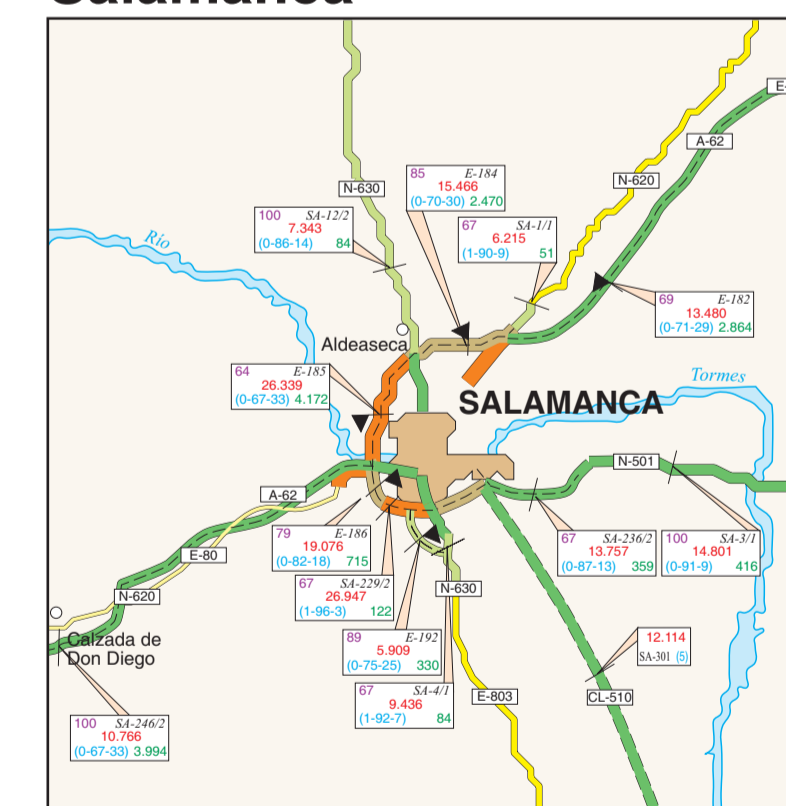 E-
A-62
N-620
N-630
85 E-184
15.466
(0-70-30) 2.470
100 SA-12/2
7.343
(0-86-14) 84
67 SA-1/1
6.215
(1-90-9) 51
Río
69 E-182
13.480
(0-71-29) 2.864
Aldeaseca
64 E-185
26.339
(0-67-33) 4.172
Tormes
SALAMANCA
N-501
A-62
79 E-186
19.076
(0-82-18) 715
67 SA-236/2
13.757
(0-87-13) 359
100 SA-3/1
14.801
(0-91-9) 416
E-80
67 SA-229/2
26.947
(1-96-3) 122
N-630
N-620
Calzada de
Don Diego
89 E-192
5.909
(0-75-25) 330
12.114
SA-301 (5)
67 SA-4/1
9.436
(1-92-7) 84
E-803
CL-510
100 SA-246/2
10.766
(0-67-33) 3.994